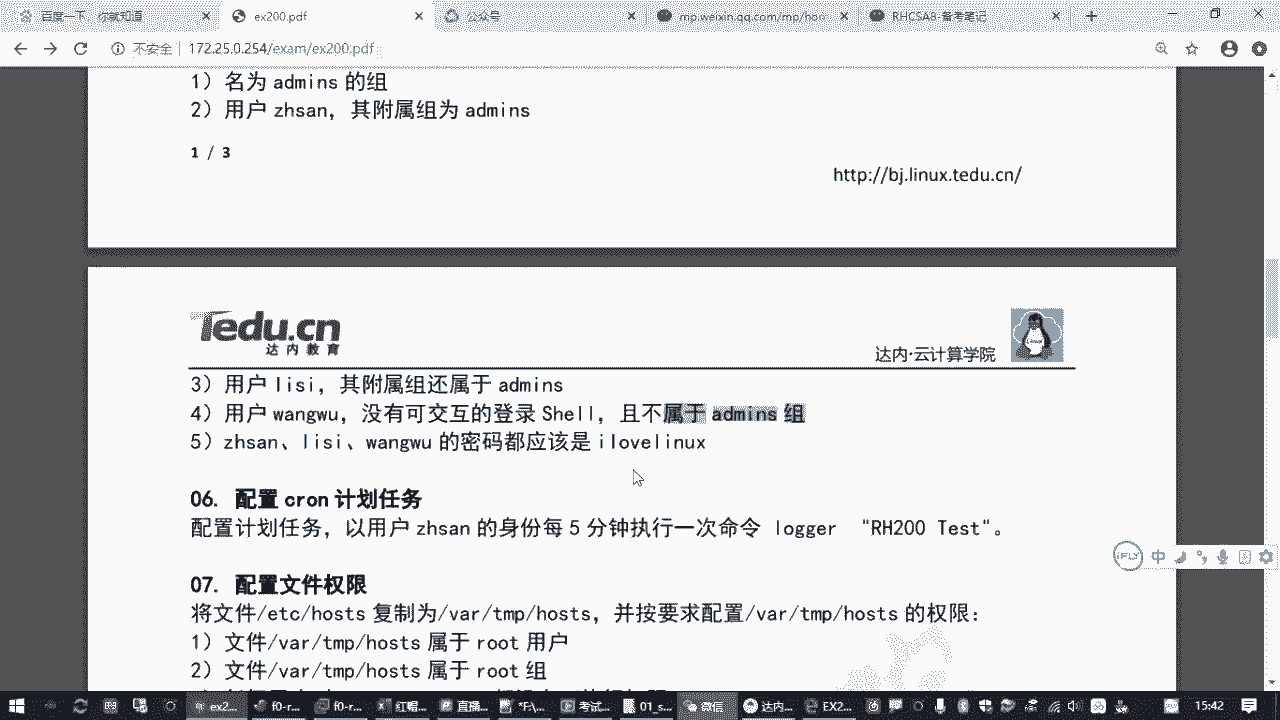 百度一下，你就知道
ex200.pdf
公众号
mp.weixin.qq.com/mp/hom
RHCSA8-备考笔记
不安全
172.25.0.254/exam/ex200.pdf
1）名为 admins 的组
2）用户 zhsan，其附属组为 admins
1 / 3
http://bj.linux.tedu.cn/
Tedu.cn
达内教育
达内·云计算学院
3）用户 lisi，其附属组还属于 admins
4）用户 wangwu，没有可交互的登录 Shell，且不属于 admins 组
5）zhsan、lisi、wangwu 的密码都应该是 ilovelinux
06. 配置 cron 计划任务
配置计划任务，以用户 zhsan 的身份每 5 分钟执行一次命令 logger "RH200 Test"。
iFLY
中
07. 配置文件权限
将文件/etc/hosts 复制为/var/tmp/hosts，并按要求配置/var/tmp/hosts 的权限：
1）文件/var/tmp/hosts 属于 root 用户
2）文件/var/tmp/hosts 属于 root 组
ex2...
f0-r...
f0-r...
红帽...
直播...
*F:\...
考试...
01_s...
微信
达内...
EX2...
15:42